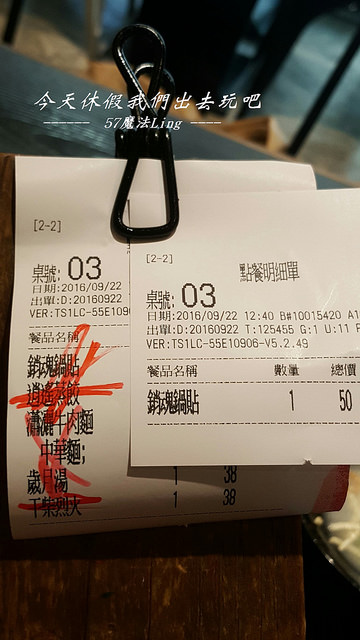 今天休假我們出去玩吧
------ 57魔法Ling ----
[2-2]
桌號: 03
日期:2016/09/22
出單:D:20160922
VER:TS1LC-55E1090
餐品名稱
銷魂鍋貼
逍遙蒸餃
瀟灑牛肉麵
中華麵;
歲月湯 1 38
干柴烈火 1 38
[2-2]
點餐明細單
桌號: 03
日期:2016/09/22 12:40 B#10015420 A1
出單:D:20160922 T:125455 G:1 U:11 F
VER:TS1LC-55E10906-V5.2.49
餐品名稱 數量 總價
銷魂鍋貼 1 50